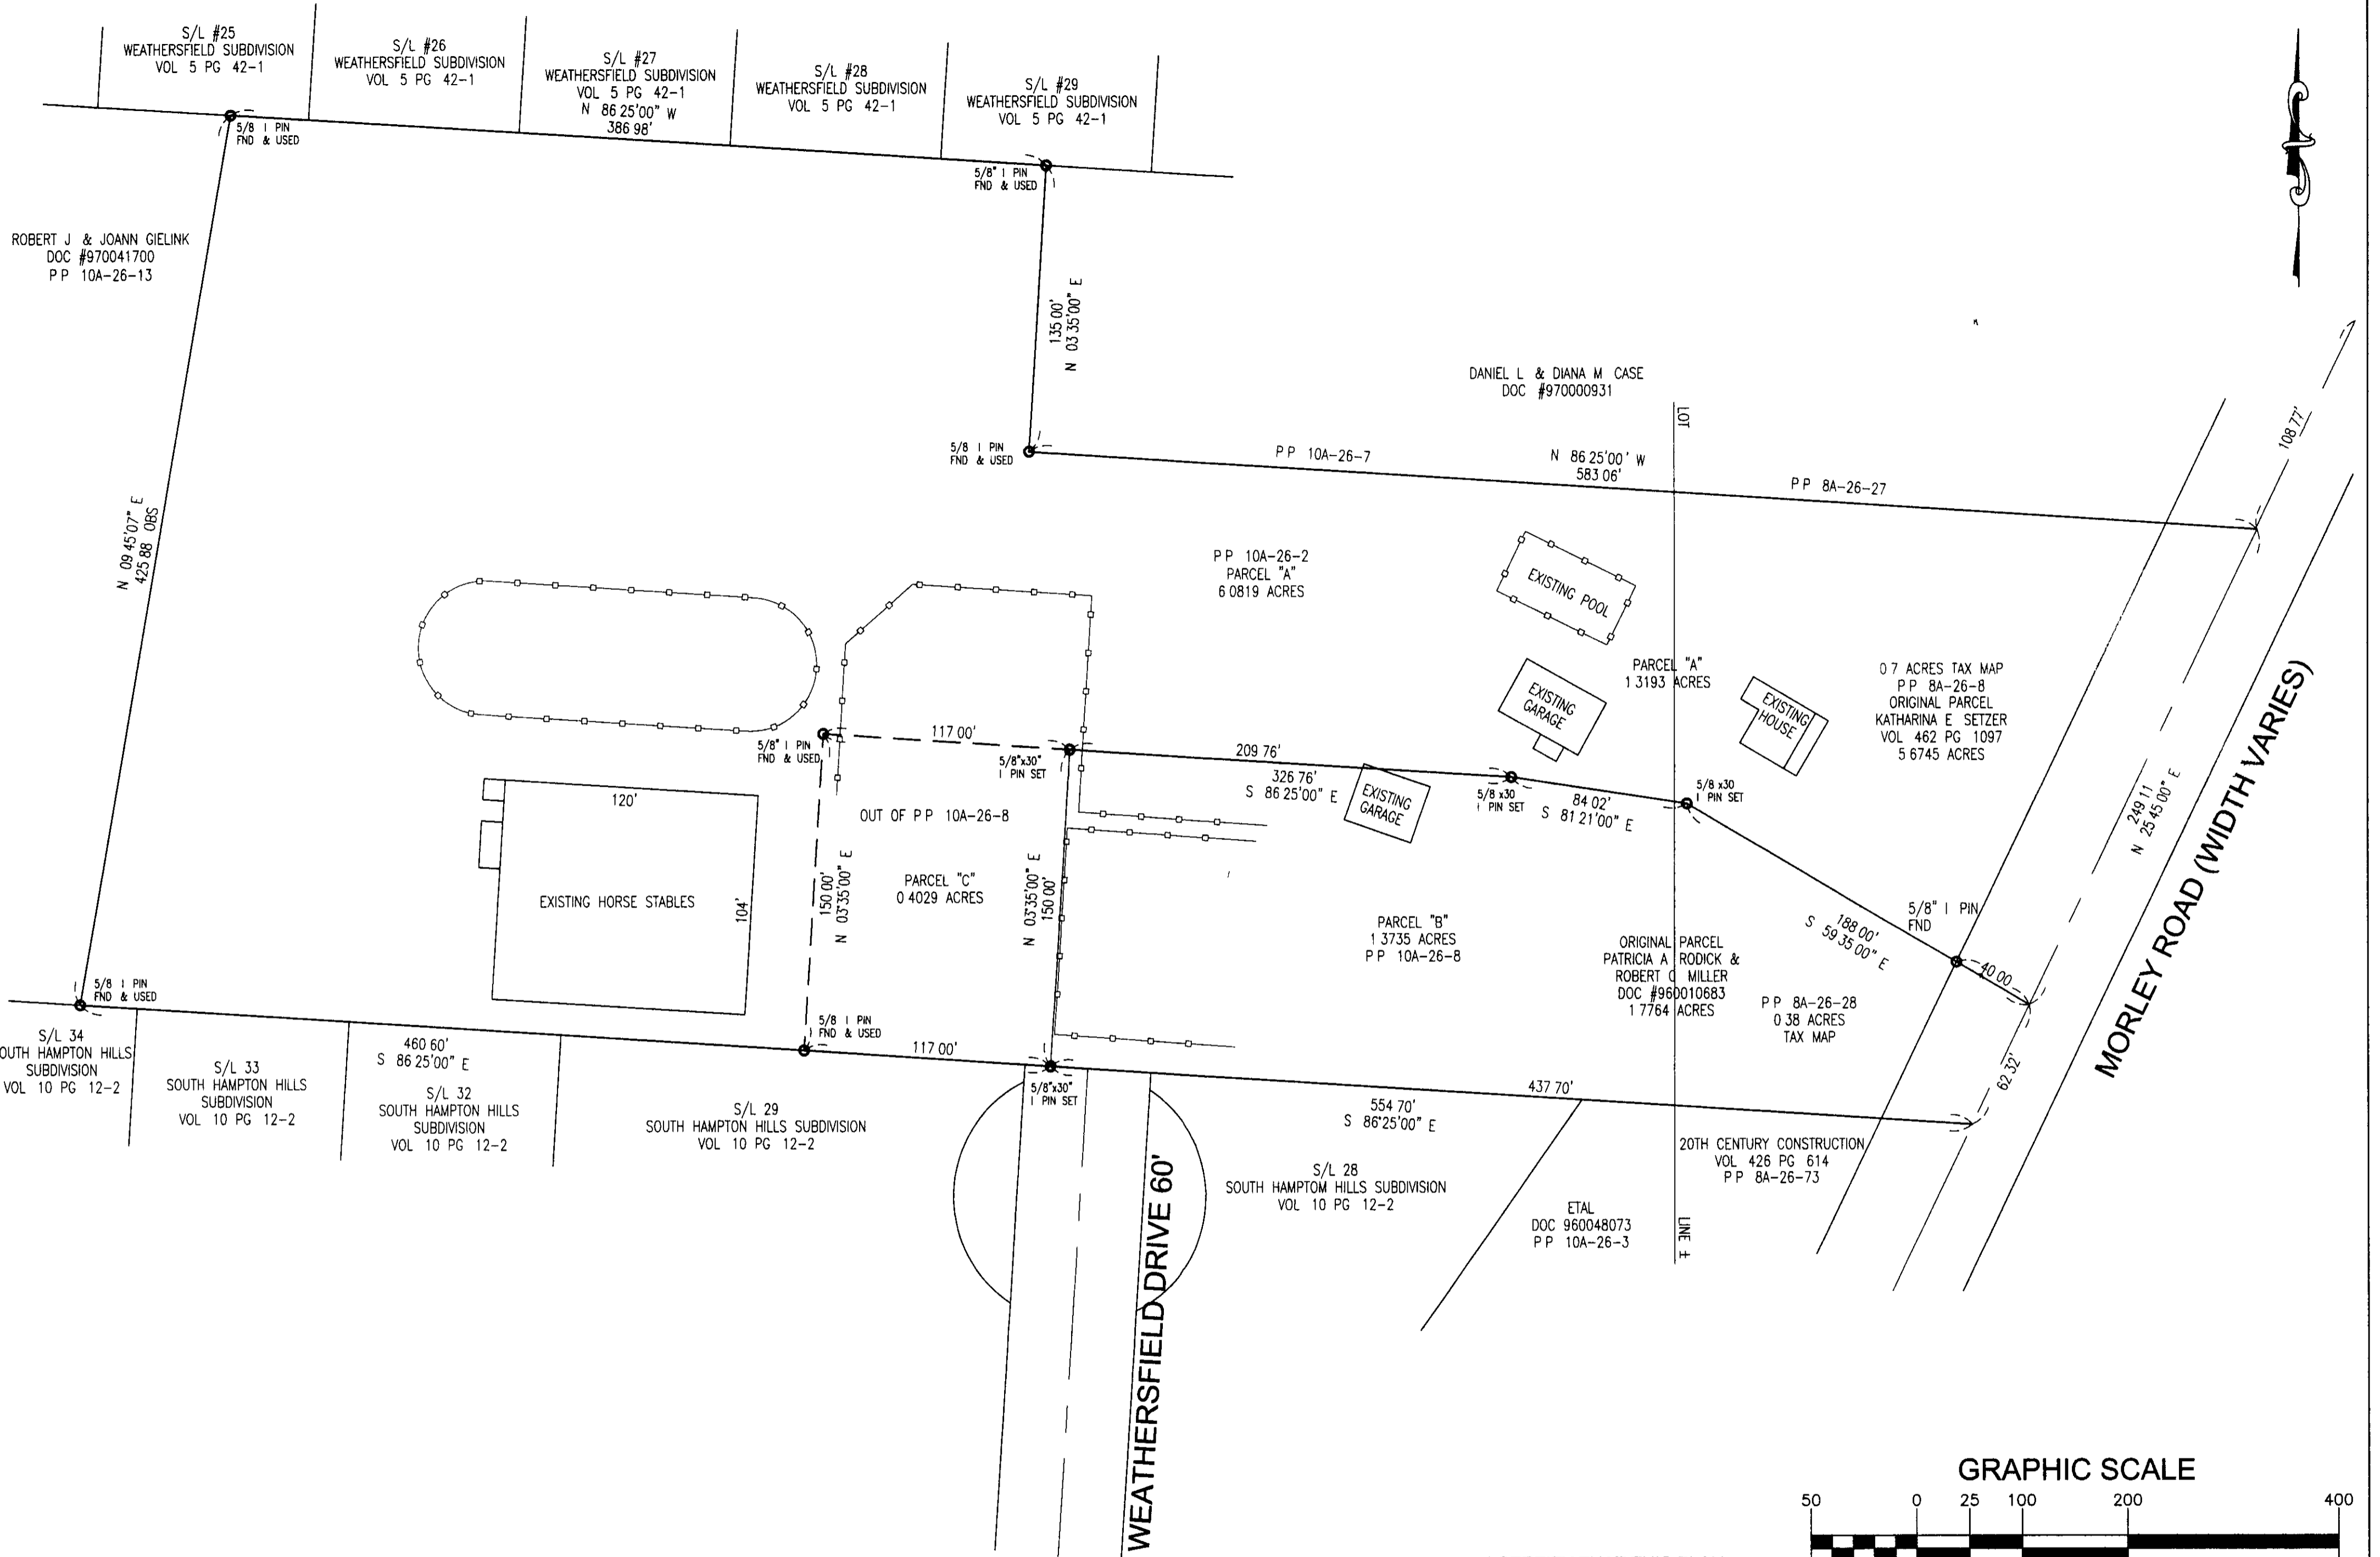 S/L #25
WEATHERSFIELD SUBDIVISION
VOL 5 PG 42-1
S/L #26
WEATHERSFIELD SUBDIVISION
VOL 5 PG 42-1
S/L #27
WEATHERSFIELD SUBDIVISION
VOL 5 PG 42-1
N 86 25'00" W
386 98'
S/L #28
WEATHERSFIELD SUBDIVISION
VOL 5 PG 42-1
S/L #29
WEATHERSFIELD SUBDIVISION
VOL 5 PG 42-1
5/8 I PIN
FND & USED
5/8" I PIN
FND & USED
ROBERT J & JOANN GIELINK
DOC #970041700
P P 10A-26-13
135 00'
N 03 35'00" E
DANIEL L & DIANA M CASE
DOC #970000931
LOT
108 77'
5/8 I PIN
FND & USED
P P 10A-26-7
N 86 25'00' W
583 06'
P P 8A-26-27
N 09 45'07" E
425 88 OBS
P P 10A-26-2
PARCEL "A"
6 0819 ACRES
EXISTING POOL
PARCEL "A"
1 3193 ACRES
EXISTING
GARAGE
EXISTING
HOUSE
0 7 ACRES TAX MAP
P P 8A-26-8
ORIGINAL PARCEL
KATHARINA E SETZER
VOL 462 PG 1097
5 6745 ACRES
249 11
N 25 45 00" E
MORLEY ROAD (WIDTH VARIES)
5/8" I PIN
FND & USED
117 00'
5/8"x30"
I PIN SET
209 76'
326 76'
S 86 25'00" E
EXISTING
GARAGE
5/8 x30
I PIN SET
84 02'
S 81 21'00" E
5/8 x30
I PIN SET
120'
104'
EXISTING HORSE STABLES
OUT OF P P 10A-26-8
150 00'
N 03'35'00" E
PARCEL "C"
0 4029 ACRES
N 03'35'00" E
150 00'
PARCEL "B"
1 3735 ACRES
P P 10A-26-8
ORIGINAL PARCEL
PATRICIA A RODICK &
ROBERT C MILLER
DOC #960010683
1 7764 ACRES
188 00'
S 59 35 00" E
5/8" I PIN
FND
40 00
P P 8A-26-28
0 38 ACRES
TAX MAP
62 32'
5/8 I PIN
FND & USED
5/8 I PIN
FND & USED
117 00'
5/8"x30"
I PIN SET
437 70'
554 70'
S 86°25'00" E
S/L 34
OUTH HAMPTON HILLS
SUBDIVISION
VOL 10 PG 12-2
S/L 33
SOUTH HAMPTON HILLS
SUBDIVISION
VOL 10 PG 12-2
460 60'
S 86 25'00" E
S/L 32
SOUTH HAMPTON HILLS
SUBDIVISION
VOL 10 PG 12-2
S/L 29
SOUTH HAMPTON HILLS SUBDIVISION
VOL 10 PG 12-2
WEATHERSFIELD DRIVE 60'
S/L 28
SOUTH HAMPTOM HILLS SUBDIVISION
VOL 10 PG 12-2
ETAL
DOC 960048073
P P 10A-26-3
20TH CENTURY CONSTRUCTION
VOL 426 PG 614
P P 8A-26-73
LINE ±
GRAPHIC SCALE
50 0 25 100 200 400